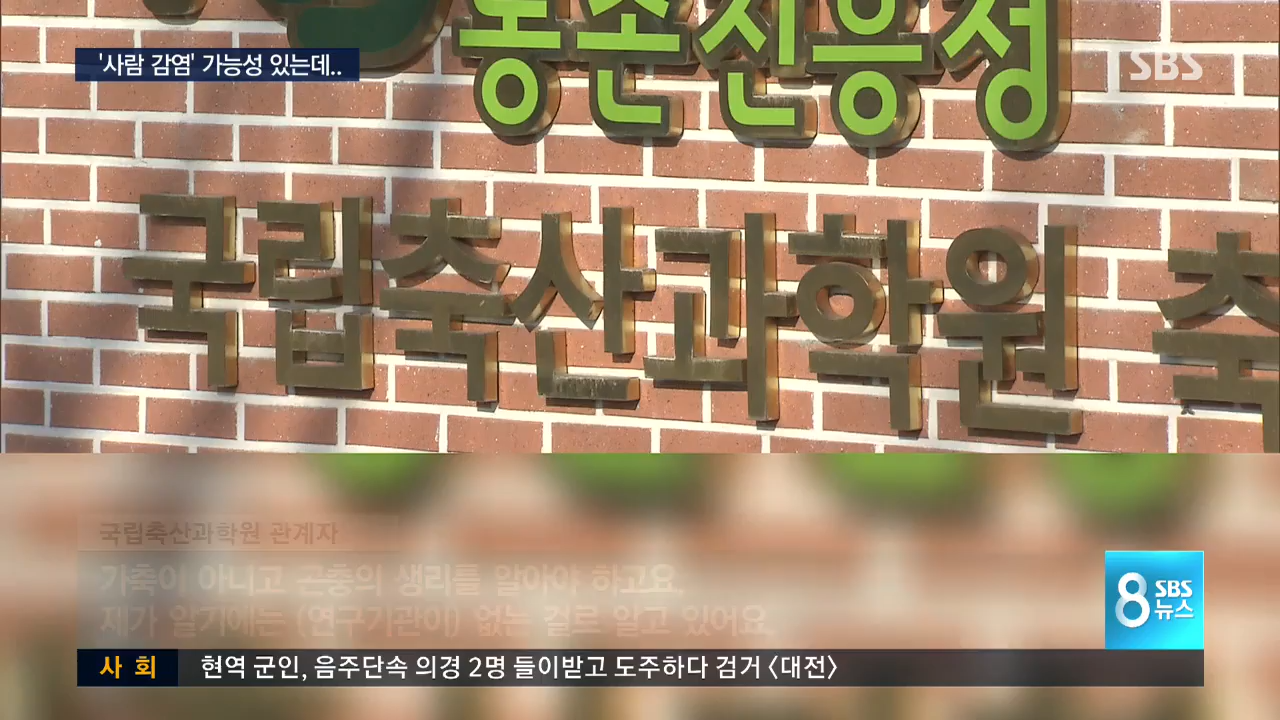 '사람 감염' 가능성 있는데..
SBS
농촌진흥청
국립축산과학원 축
국립축산과학원 관계자
가축이 아니고 곤충의 생리를 알아야 하고요.
제가 알기에는 (연구기관이) 없는 걸로 알고 있어요.
8 SBS 뉴스
사회 현역 군인, 음주단속 의경 2명 들이받고 도주하다 검거 〈대전〉